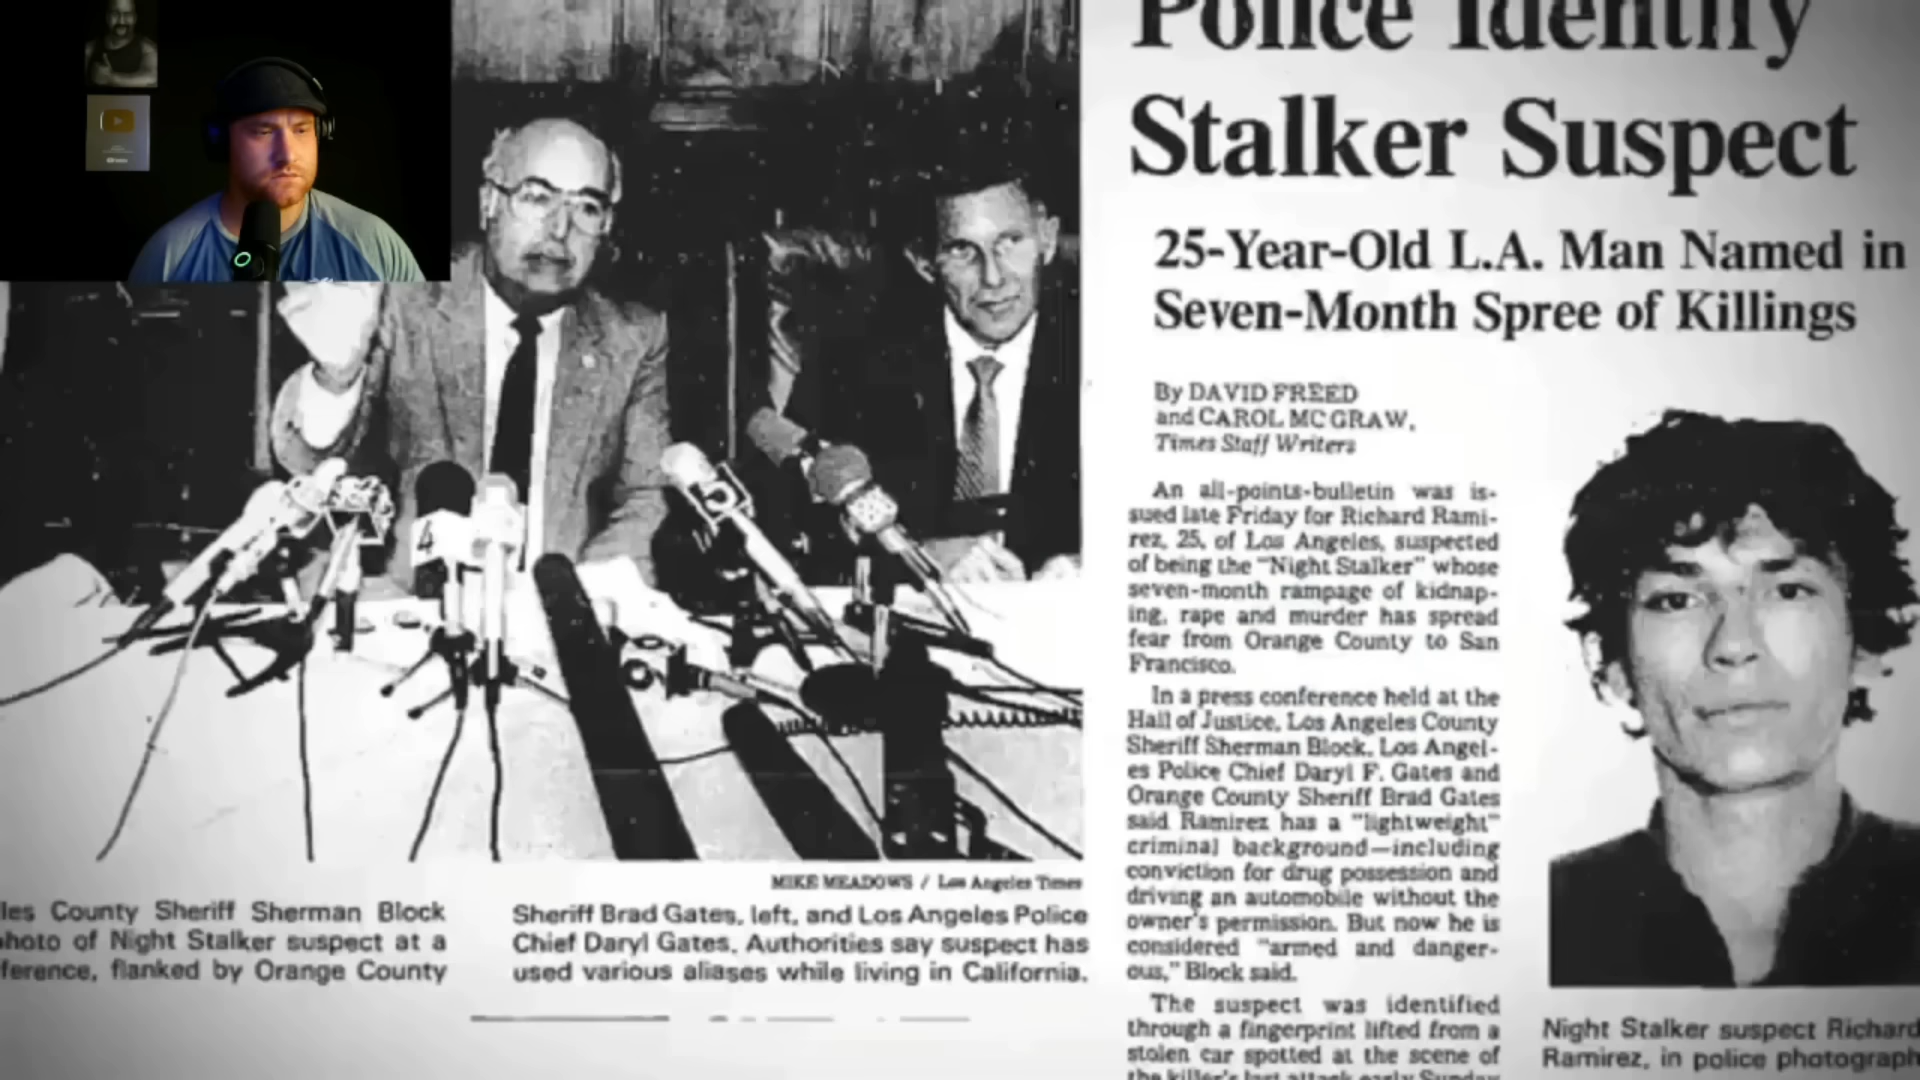 Police Identify
Stalker Suspect
25-Year-Old L.A. Man Named in
Seven-Month Spree of Killings
By DAVID FREED
and CAROL MCGRAW,
Times Staff Writers
An all-points-bulletin was is-
sued late Friday for Richard Rami-
rez, 25, of Los Angeles, suspected
of being the "Night Stalker" whose
seven-month rampage of kidnap-
ing, rape and murder has spread
fear from Orange County to San
Francisco.
In a press conference held at the
Hall of Justice, Los Angeles County
Sheriff Sherman Block, Los Angel-
es Police Chief Daryl F. Gates and
Orange County Sheriff Brad Gates
said Ramirez has a "lightweight"
criminal background—including
conviction for drug possession and
driving an automobile without the
owner's permission. But now he is
considered "armed and danger-
ous," Block said.
The suspect was identified
through a fingerprint lifted from a
stolen car spotted at the scene of
the killer's last attack early Sunday
4
MIKE MEADOWS / Los Angeles Times
les County Sheriff Sherman Block
hoto of Night Stalker suspect at a
ference, flanked by Orange County
Sheriff Brad Gates, left, and Los Angeles Police
Chief Daryl Gates. Authorities say suspect has
used various aliases while living in California.
Night Stalker suspect Richard
Ramirez, in police photograph